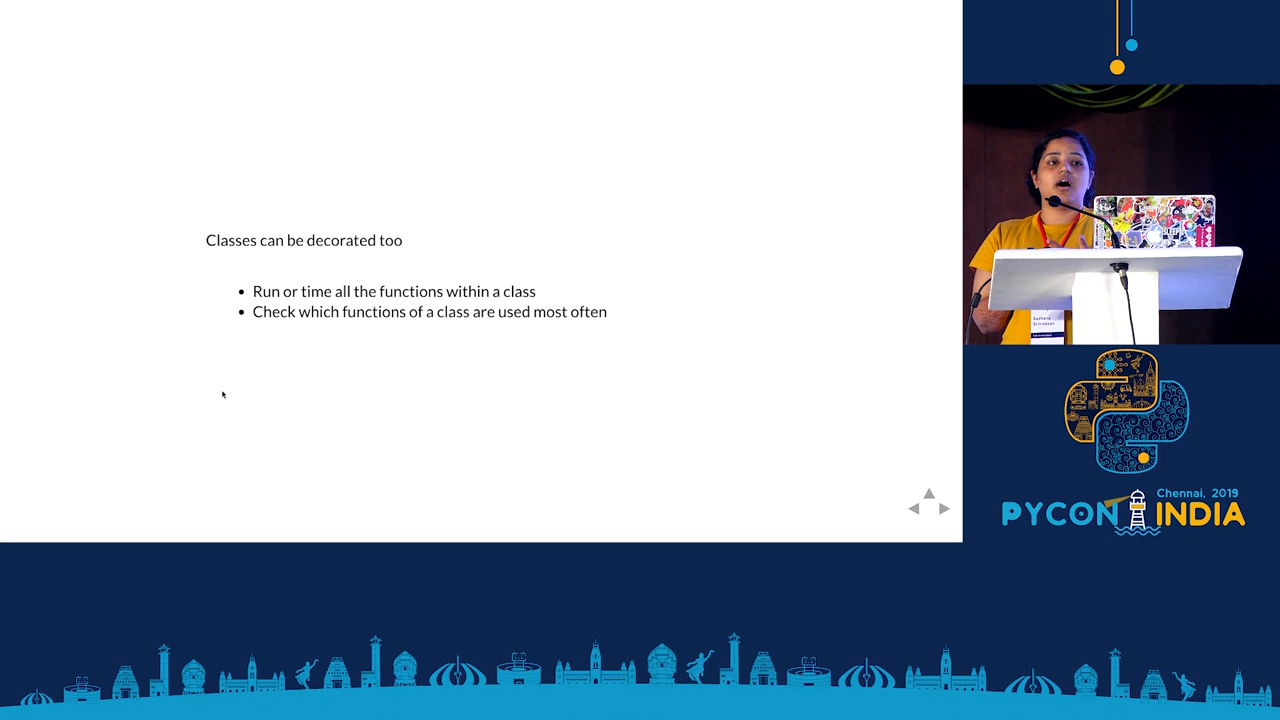 Classes can be decorated too
• Run or time all the functions within a class
• Check which functions of a class are used most often
Srinivasan
Chennai, 2019
PYCON INDIA